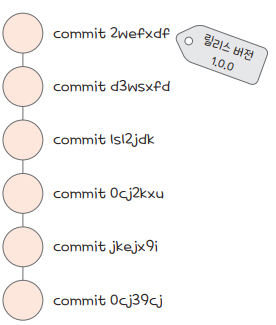 commit 2wefxdf
릴리스 버전
1.0.0
commit d3wsxfd
commit 1s12jdk
commit 0cj2kxu
commit jkejx9i
commit 0cj39cj